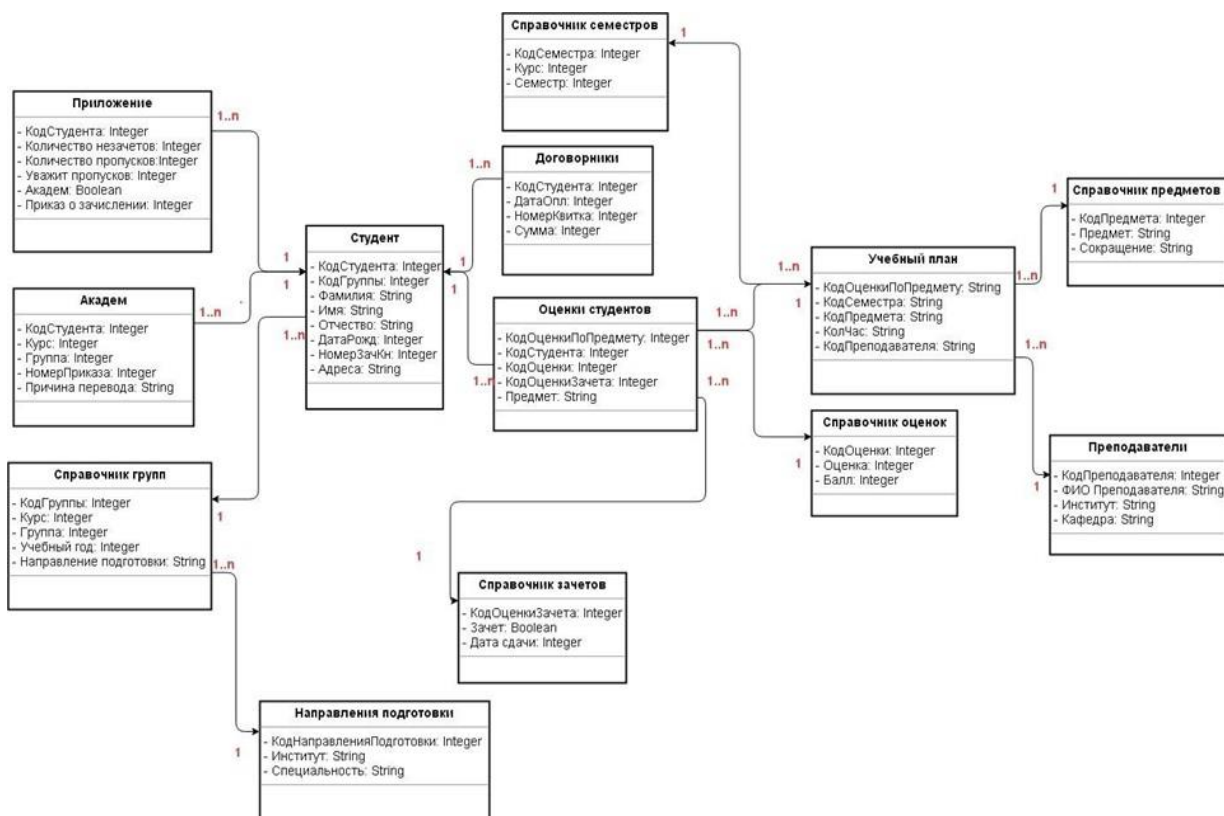 Справочник семестров
- КодСеместра: Integer
- Курс: Integer
- Семестр: Integer
1
1..n
Приложение
- КодСтудента: Integer
- Количество незачетов: Integer
- Количество пропусков:Integer
- Уважит пропусков: Integer
- Академ: Boolean
- Приказ о зачислении: Integer
1..n
1
Договорники
- КодСтудента: Integer
- ДатаОпл: Integer
- НомерКвитка: Integer
- Сумма: Integer
1..n
1
Студент
- КодСтудента: Integer
- КодГруппы: Integer
- Фамилия: String
- Имя: String
- Отчество: String
- ДатаРожд: Integer
- НомерЗачКн: Integer
- Адреса: String
1
1..n
1
Академ
- КодСтудента: Integer
- Курс: Integer
- Группа: Integer
- НомерПриказа: Integer
- Причина перевода: String
1..n
Оценки студентов
- КодОценкиПоПредмету: Integer
- КодСтудента: Integer
- КодОценки: Integer
- КодОценкиЗачета: Integer
- Предмет: String
1..n
1..n
1..n
1..n
Учебный план
- КодОценкиПоПредмету: String
- КодСеместра: String
- КодПредмета: String
- КолЧас: String
- КодПреподавателя: String
1
1..n
1..n
Справочник предметов
- КодПредмета: Integer
- Предмет: String
- Сокращение: String
1
Справочник оценок
- КодОценки: Integer
- Оценка: Integer
- Балл: Integer
1
Преподаватели
- КодПреподавателя: Integer
- ФИО Преподавателя: String
- Институт: String
- Кафедра: String
1
Справочник групп
- КодГруппы: Integer
- Курс: Integer
- Группа: Integer
- Учебный год: Integer
- Направление подготовки: String
1
1..n
Справочник зачетов
- КодОценкиЗачета: Integer
- Зачет: Boolean
- Дата сдачи: Integer
1
Направления подготовки
- КодНаправленияПодготовки: Integer
- Институт: String
- Специальность: String
1